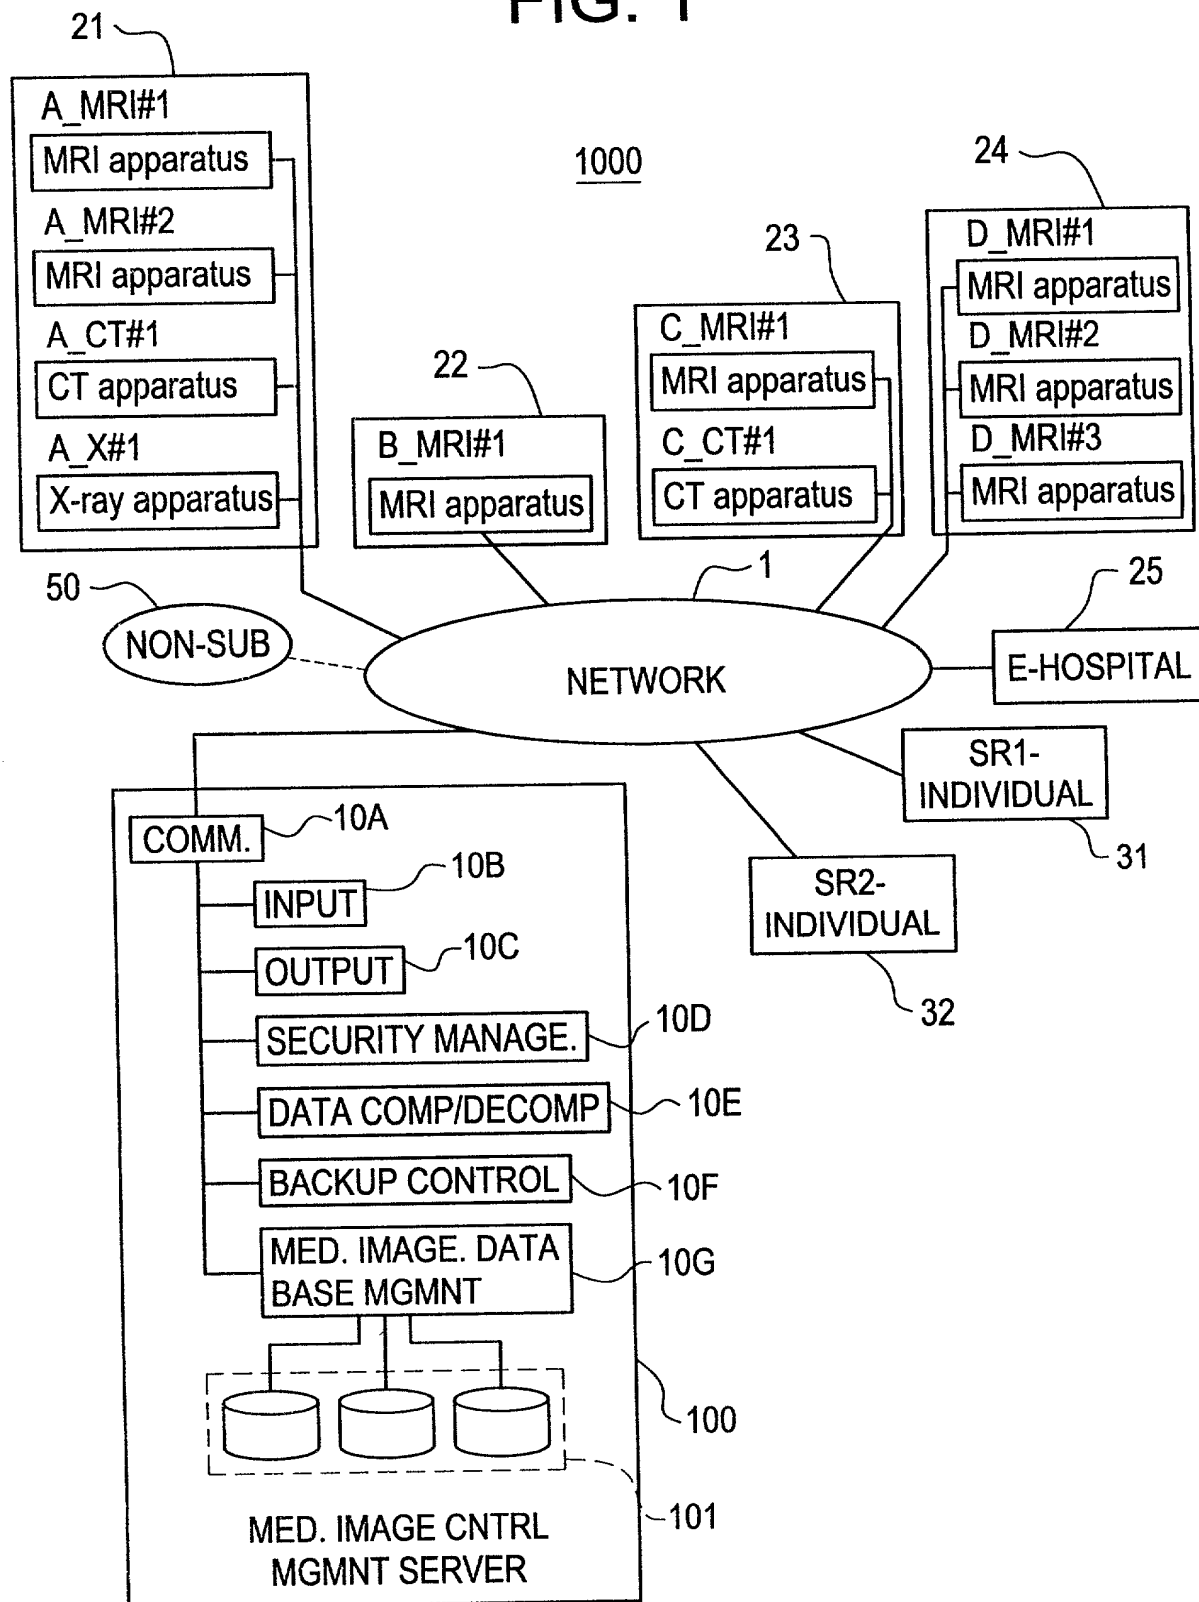 FIG. 1
21
A_MRI#1
MRI apparatus
A_MRI#2
MRI apparatus
A_CT#1
CT apparatus
A_X#1
X-ray apparatus
1000
22
B_MRI#1
MRI apparatus
23
C_MRI#1
MRI apparatus
C_CT#1
CT apparatus
24
D_MRI#1
MRI apparatus
D_MRI#2
MRI apparatus
D_MRI#3
MRI apparatus
50
NON-SUB
1
NETWORK
25
E-HOSPITAL
SR1-
INDIVIDUAL
31
SR2-
INDIVIDUAL
32
COMM.
10A
INPUT
10B
OUTPUT
10C
SECURITY MANAGE.
10D
DATA COMP/DECOMP
10E
BACKUP CONTROL
10F
MED. IMAGE. DATA
BASE MGMNT
10G
100
101
MED. IMAGE CNTRL
MGMNT SERVER